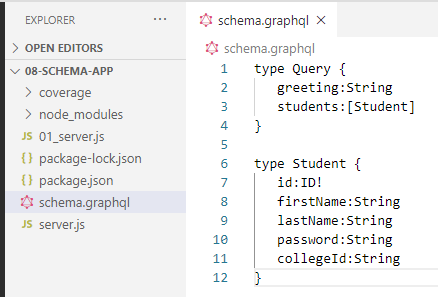 EXPLORER
...
OPEN EDITORS
08-SCHEMA-APP
coverage
node_modules
JS 01_server.js
{} package-lock.json
{} package.json
schema.graphql
JS server.js
schema.graphql ×
schema.graphql
1 type Query {
2 greeting:String
3 students:[Student]
4 }
5
6 type Student {
7 id:ID!
8 firstName:String
9 lastName:String
10 password:String
11 collegeId:String
12 }